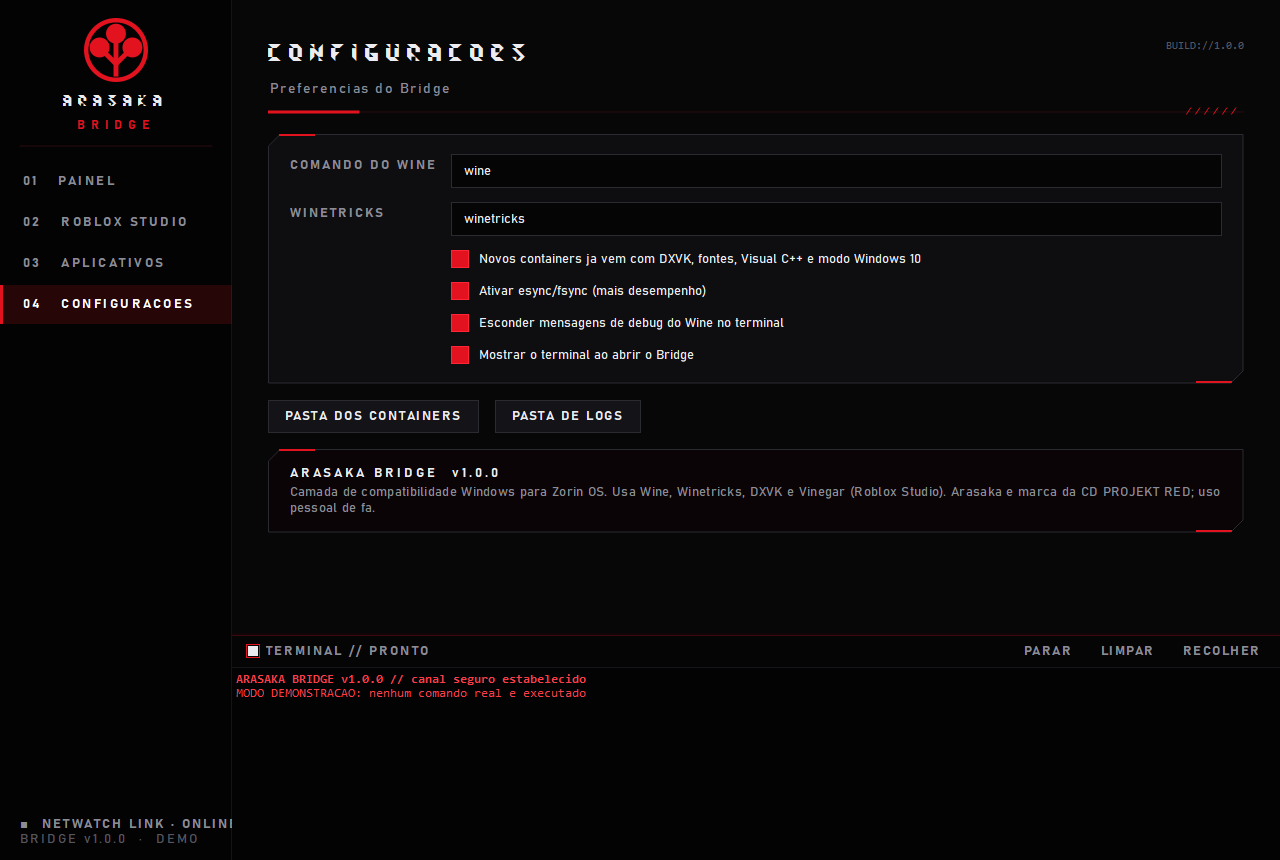 ARASAKA
BRIDGE
01 PAINEL
02 ROBLOX STUDIO
03 APLICATIVOS
04 CONFIGURACOES
NETWATCH LINK · ONLINE
BRIDGE v1.0.0 · DEMO
CONFIGURACOES
BUILD://1.0.0
Preferencias do Bridge
//////
COMANDO DO WINE
wine
WINETRICKS
winetricks
Novos containers ja vem com DXVK, fontes, Visual C++ e modo Windows 10
Ativar esync/fsync (mais desempenho)
Esconder mensagens de debug do Wine no terminal
Mostrar o terminal ao abrir o Bridge
PASTA DOS CONTAINERS
PASTA DE LOGS
ARASAKA BRIDGE v1.0.0
Camada de compatibilidade Windows para Zorin OS. Usa Wine, Winetricks, DXVK e Vinegar (Roblox Studio). Arasaka e marca da CD PROJEKT RED; uso
pessoal de fa.
TERMINAL // PRONTO
PARAR
LIMPAR
RECOLHER
ARASAKA BRIDGE v1.0.0 // canal seguro estabelecido
MODO DEMONSTRACAO: nenhum comando real e executado